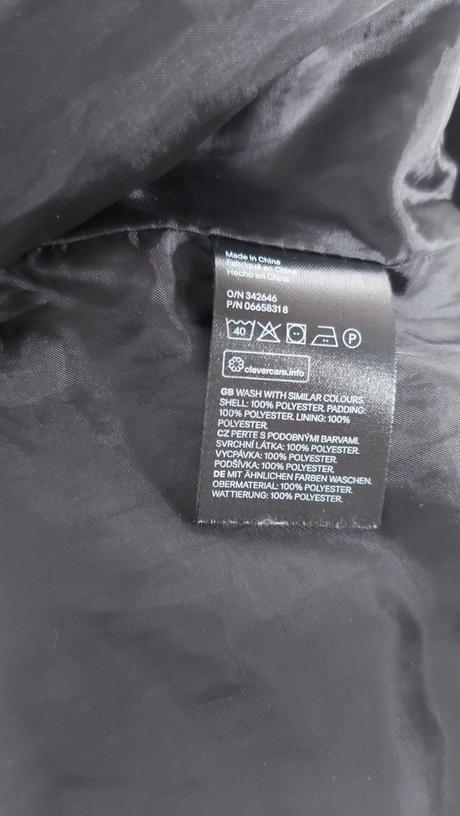 Made in China
Fabriqué en Chine
Hecho en China
O/N 342646
P/N 06658318
40 P
clevercare.info
GB WASH WITH SIMILAR COLOURS.
SHELL: 100% POLYESTER. PADDING:
100% POLYESTER. LINING: 100%
POLYESTER.
CZ PERTE S PODOBNÝMI BARVAMI.
SVRCHNÍ LÁTKA: 100% POLYESTER.
VYCPÁVKA: 100% POLYESTER.
PODŠÍVKA: 100% POLYESTER.
DE MIT ÄHNLICHEN FARBEN WASCHEN.
OBERMATERIAL: 100% POLYESTER.
WATTIERUNG: 100% POLYESTER.